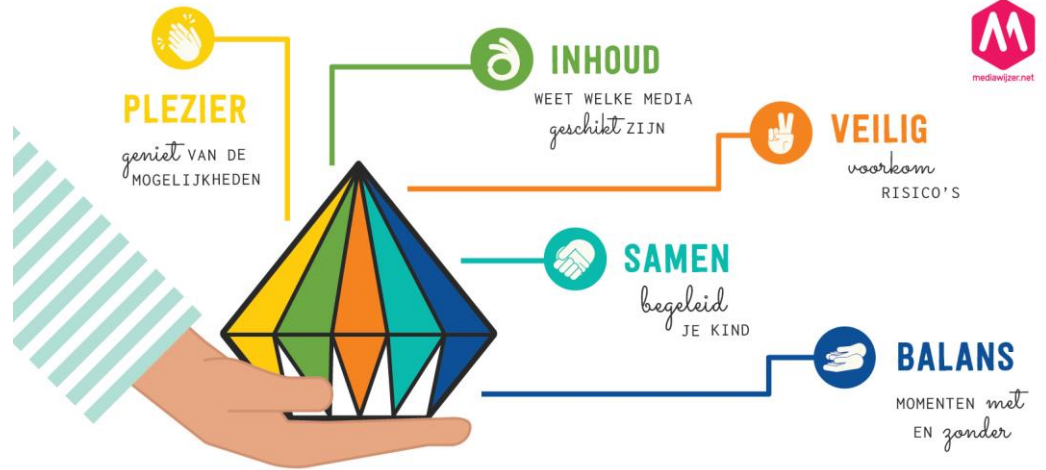 PLEZIER
geniet VAN DE
MOGELIJKHEDEN
INHOUD
WEET WELKE MEDIA
geschikt ZIJN
mediawijzer.net
VEILIG
voorkom
RISICO'S
SAMEN
begeleid
JE KIND
BALANS
MOMENTEN met
EN zonder